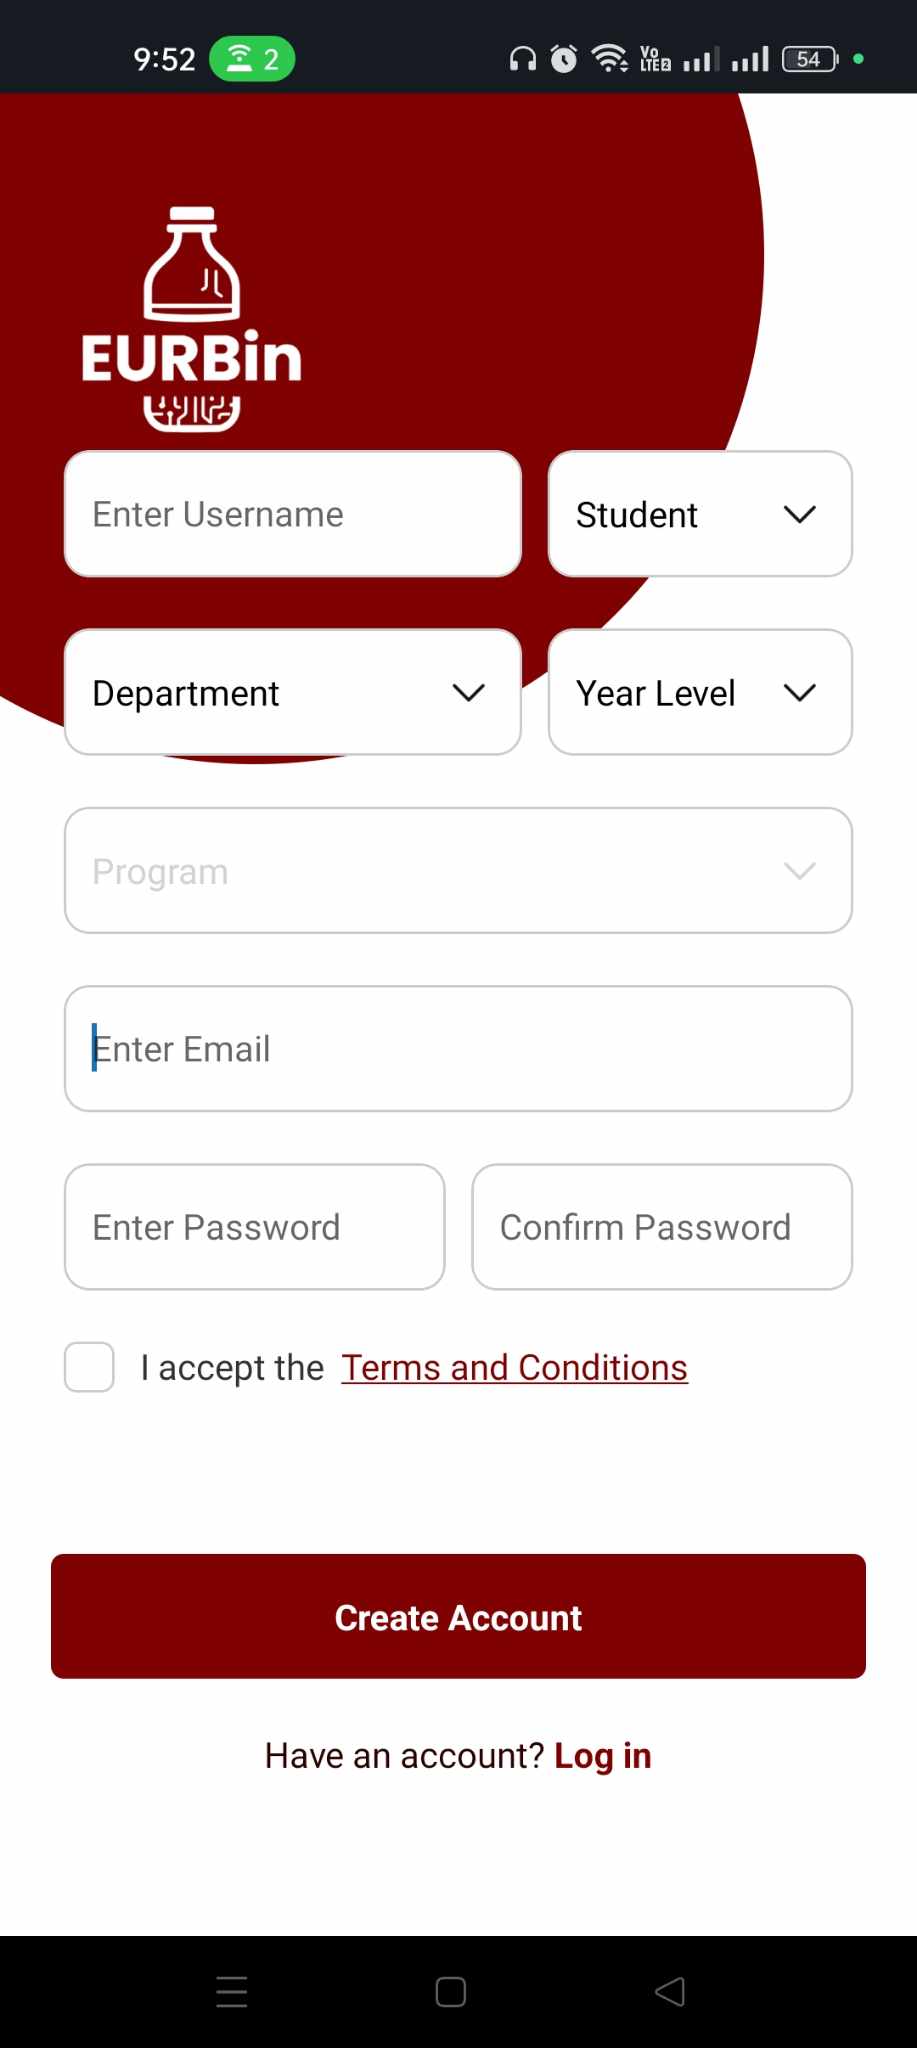 9:52 2 Vo LTE2 54
EURBin
Enter Username Student
Department Year Level
Program
Enter Email
Enter Password Confirm Password
I accept the Terms and Conditions
Create Account
Have an account? Log in